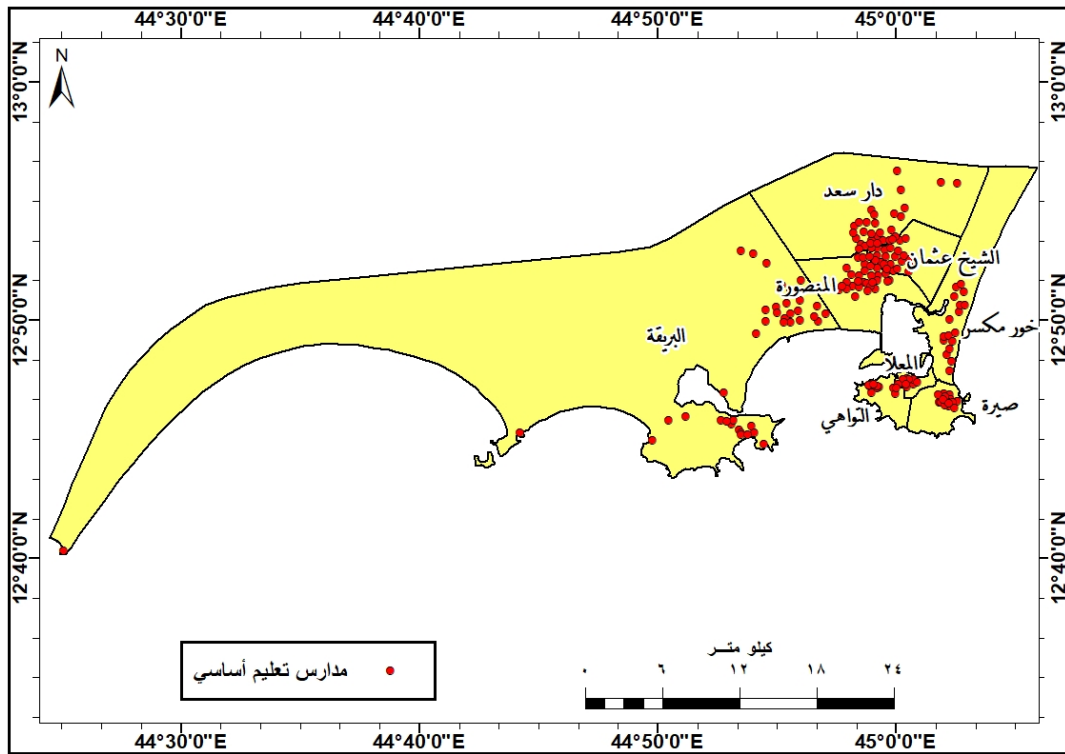 44°30'0"E 44°40'0"E 44°50'0"E 45°0'0"E
N
13°0'0"N 13°0'0"N
دار سعد
الشيخ عثمان
المنصورة
12°50'0"N 12°50'0"N
خور مكسر
البريقة
المعلا
صيرة
التواهي
12°40'0"N 12°40'0"N
كيلو متر
٠ ٦ ١٢ ١٨ ٢٤
مدارس تعليم أساسي
44°30'0"E 44°40'0"E 44°50'0"E 45°0'0"E